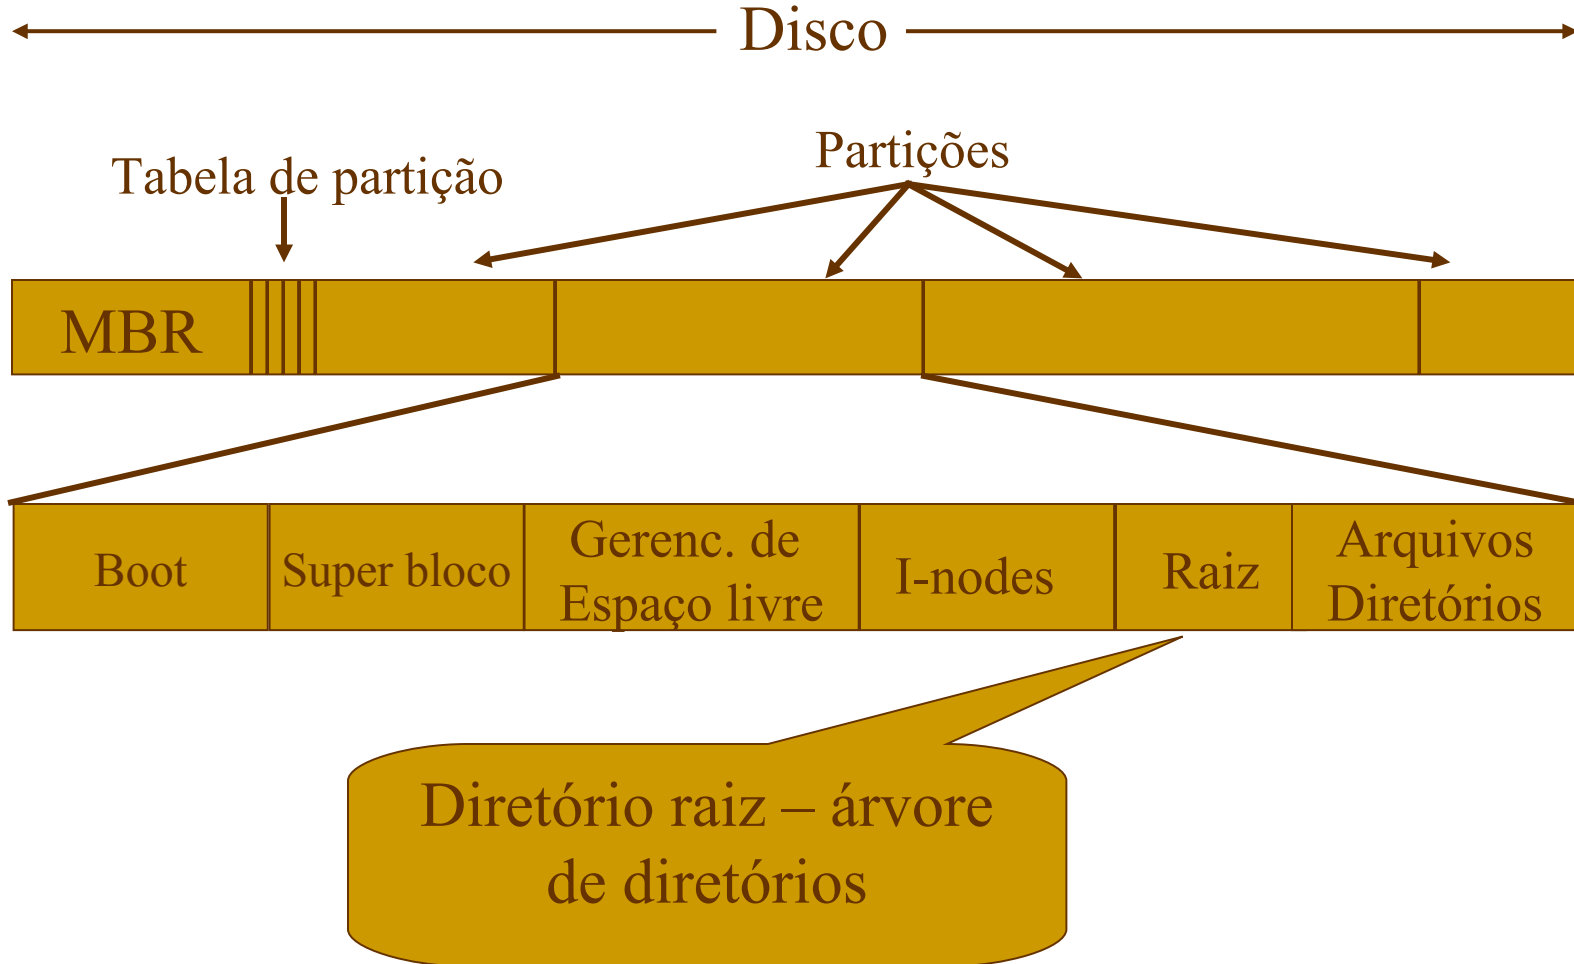 Disco
Partições
Tabela de partição
MBR
Boot
Super bloco
Gerenc. de
Espaço livre
I-nodes
Raiz
Arquivos
Diretórios
Diretório raiz – árvore
de diretórios